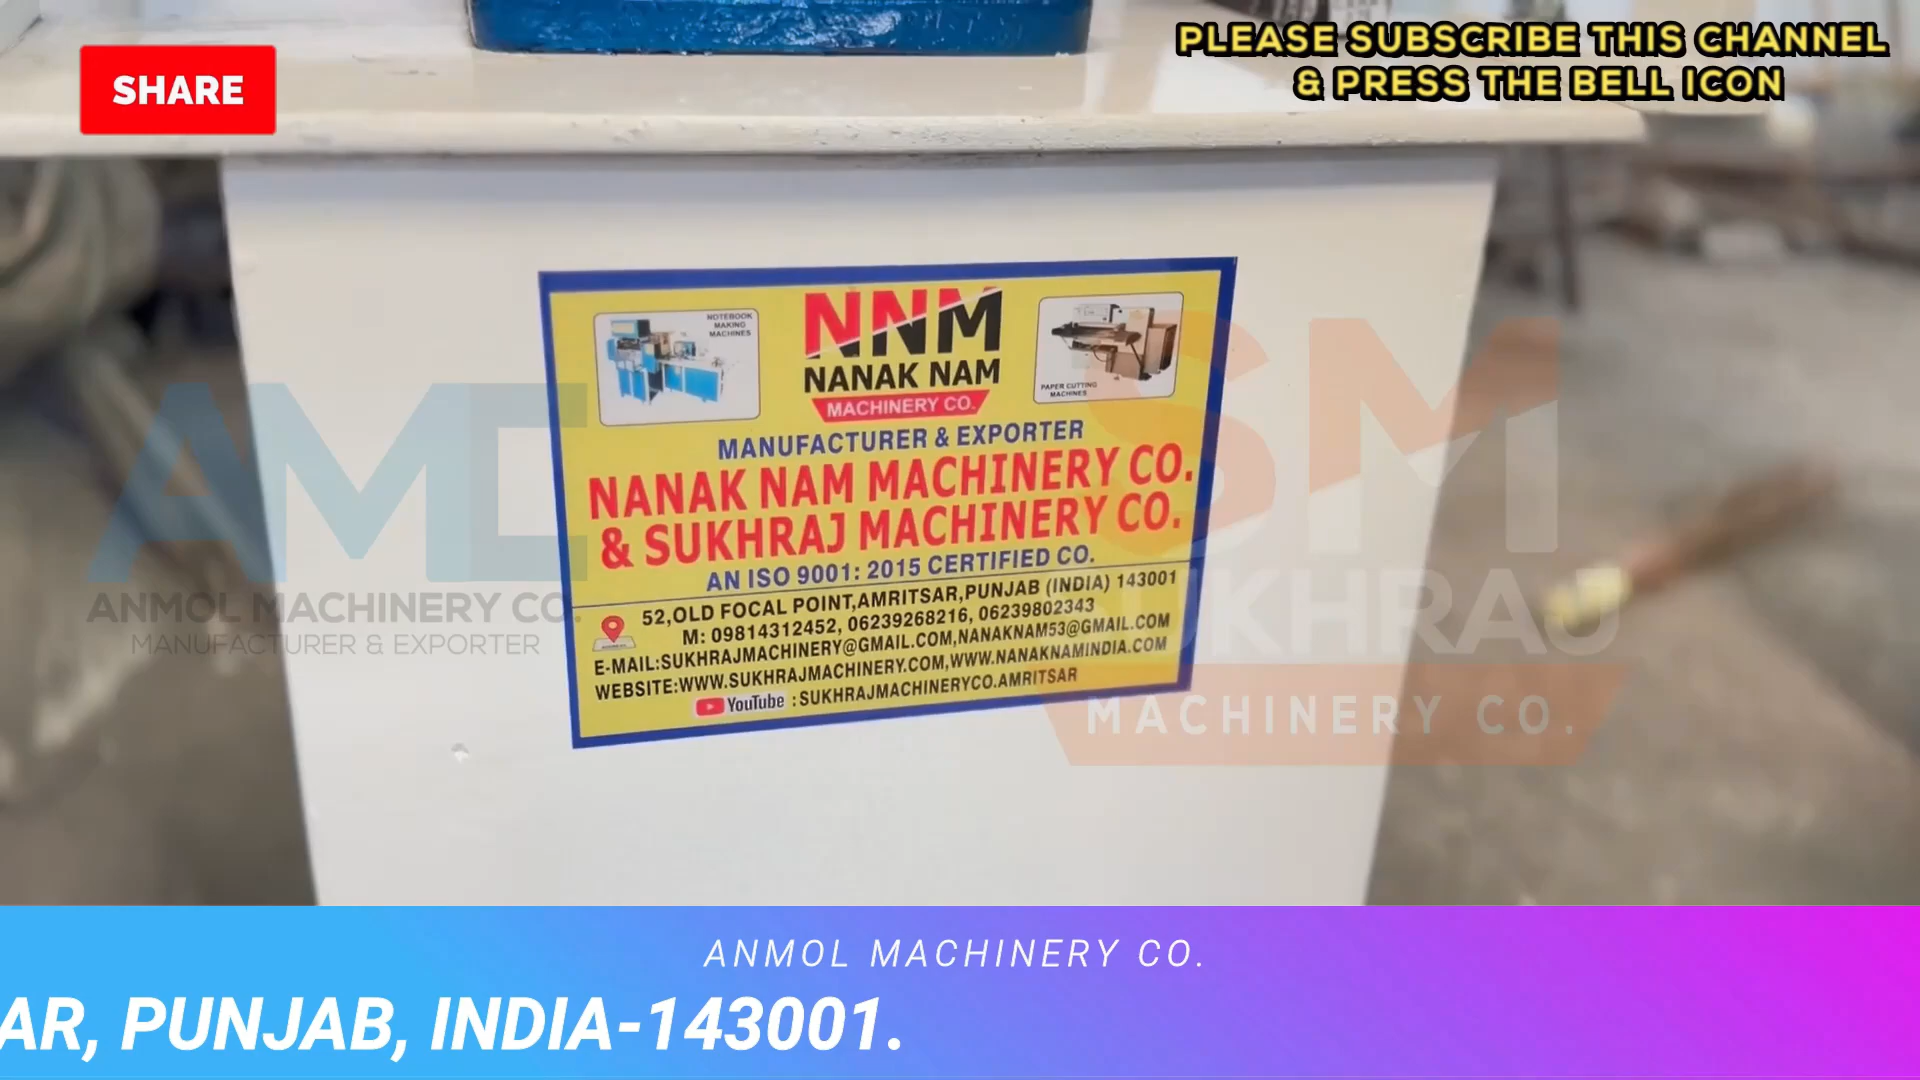 SHARE
PLEASE SUBSCRIBE THIS CHANNEL
& PRESS THE BELL ICON
NOTEBOOK
MAKING
MACHINES
NNM
NANAK NAM
MACHINERY CO.
PAPER CUTTING
MACHINES
MANUFACTURER & EXPORTER
NANAK NAM MACHINERY CO.
& SUKHRAJ MACHINERY CO.
AN ISO 9001: 2015 CERTIFIED CO.
52,OLD FOCAL POINT,AMRITSAR,PUNJAB (INDIA) 143001
M: 09814312452, 06239268216, 06239802343
E-MAIL:SUKHRAJMACHINERY@GMAIL.COM,NANAKNAM53@GMAIL.COM
WEBSITE:WWW.SUKHRAJMACHINERY.COM,WWW.NANAKNAMINDIA.COM
YouTube : SUKHRAJMACHINERYCO.AMRITSAR
AMC
ANMOL MACHINERY CO.
MANUFACTURER & EXPORTER
SM
SUKHRAJ
MACHINERY CO.
ANMOL MACHINERY CO.
AR, PUNJAB, INDIA-143001.